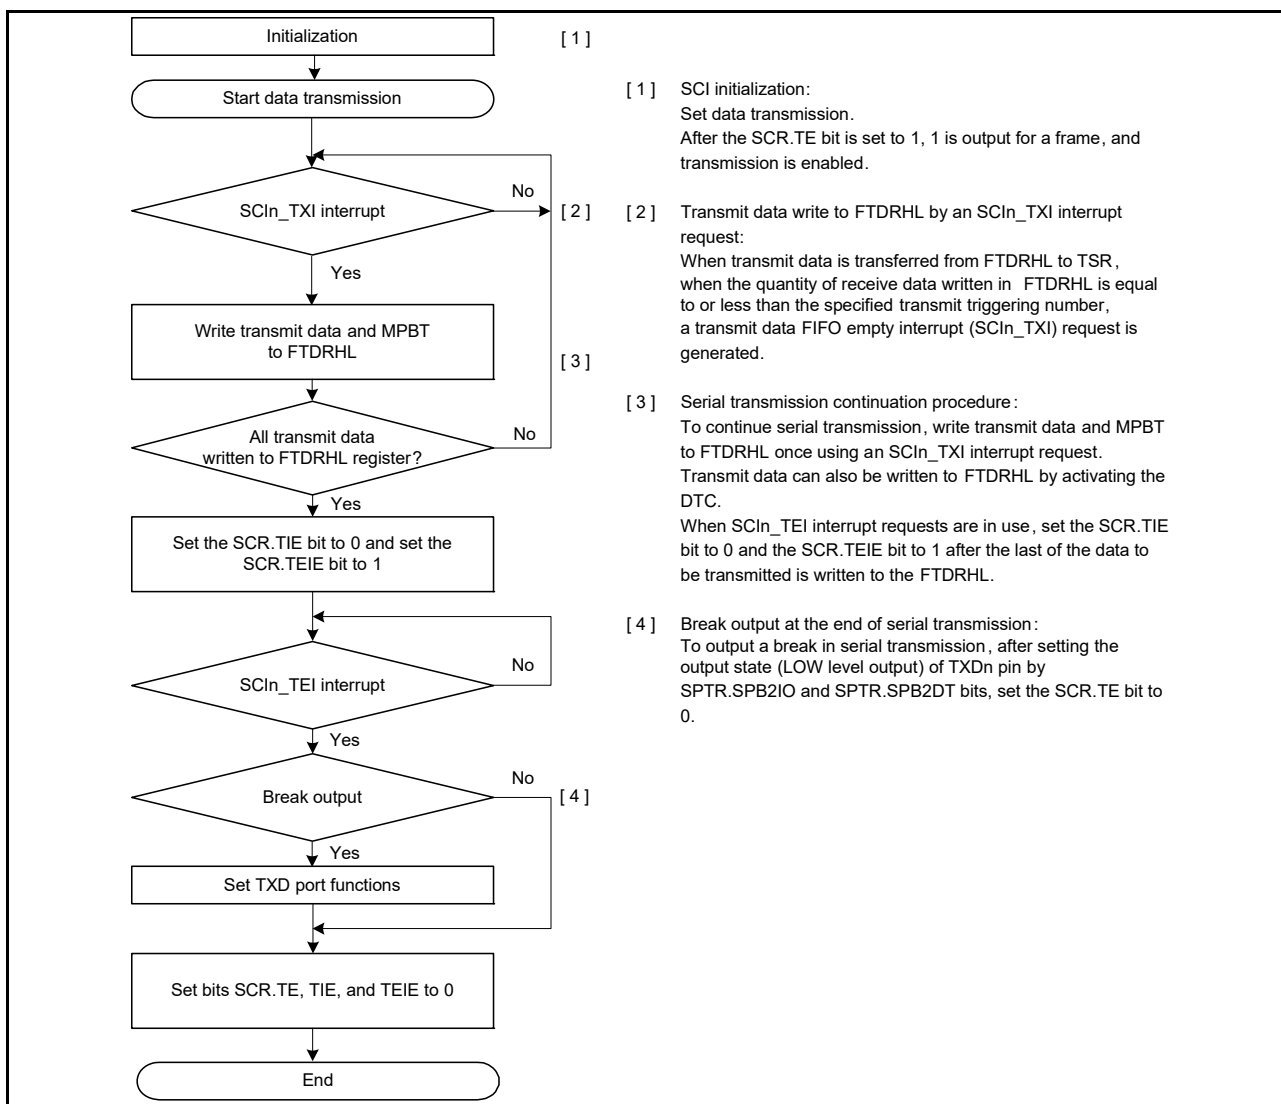 Initialization
[ 1 ]
Start data transmission
SCIn_TXI interrupt
No
[ 2 ]
Yes
Write transmit data and MPBT
to FTDRHL
[ 3 ]
All transmit data
written to FTDRHL register?
No
Yes
Set the SCR.TIE bit to 0 and set the
SCR.TEIE bit to 1
SCIn_TEI interrupt
No
Yes
Break output
No
[ 4 ]
Yes
Set TXD port functions
Set bits SCR.TE, TIE, and TEIE to 0
End
[ 1 ] SCI initialization:
Set data transmission.
After the SCR.TE bit is set to 1, 1 is output for a frame, and
transmission is enabled.
[ 2 ] Transmit data write to FTDRHL by an SCIn_TXI interrupt
request:
When transmit data is transferred from FTDRHL to TSR,
when the quantity of receive data written in FTDRHL is equal
to or less than the specified transmit triggering number,
a transmit data FIFO empty interrupt (SCIn_TXI) request is
generated.
[ 3 ] Serial transmission continuation procedure:
To continue serial transmission, write transmit data and MPBT
to FTDRHL once using an SCIn_TXI interrupt request.
Transmit data can also be written to FTDRHL by activating the
DTC.
When SCIn_TEI interrupt requests are in use, set the SCR.TIE
bit to 0 and the SCR.TEIE bit to 1 after the last of the data to
be transmitted is written to the FTDRHL.
[ 4 ] Break output at the end of serial transmission:
To output a break in serial transmission, after setting the
output state (LOW level output) of TXDn pin by
SPTR.SPB2IO and SPTR.SPB2DT bits, set the SCR.TE bit to
0.